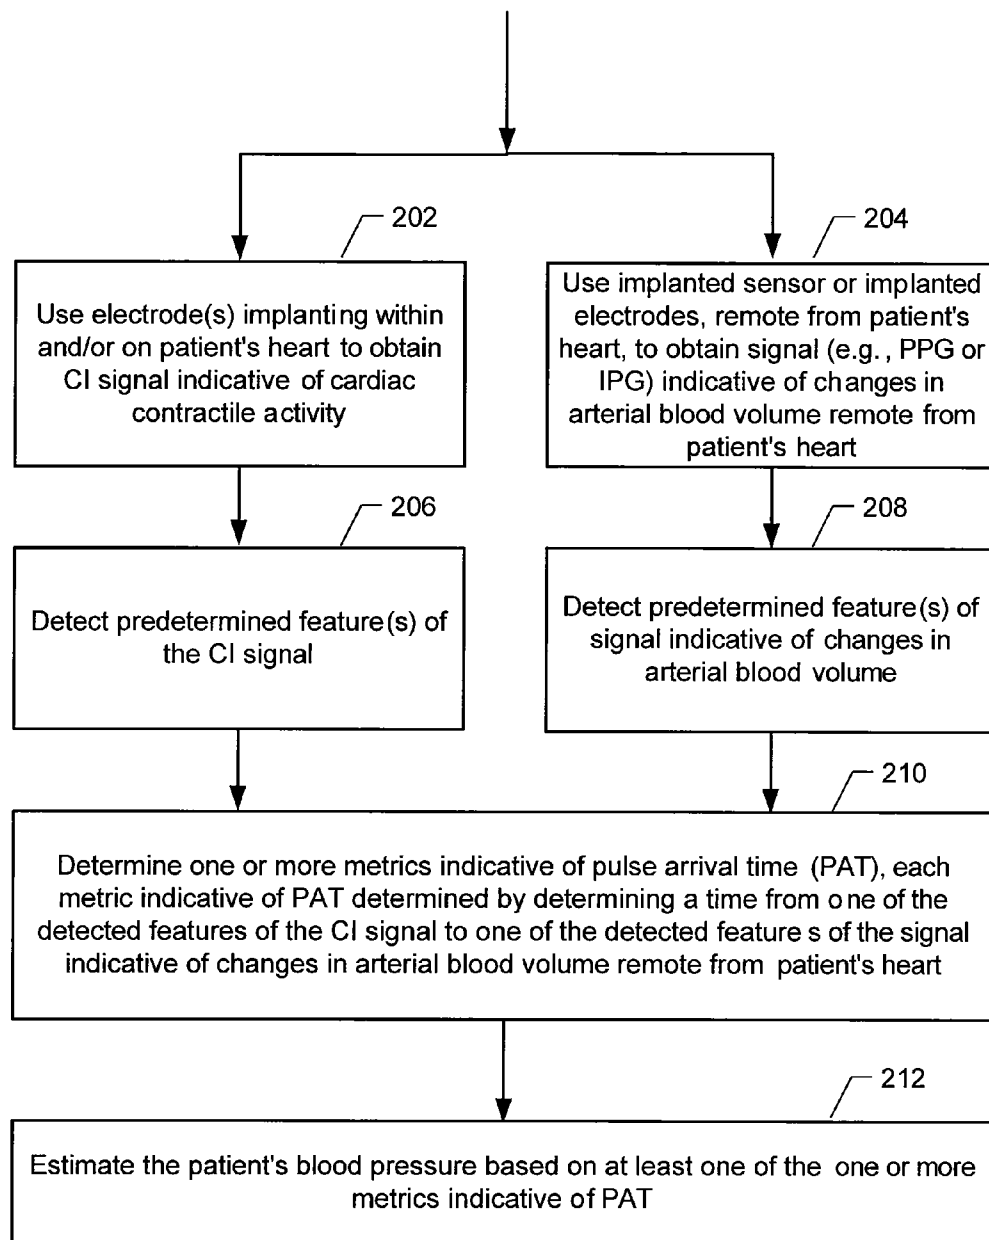 202
Use electrode(s) implanting within
and/or on patient's heart to obtain
CI signal indicative of cardiac
contractile activity
204
Use implanted sensor or implanted
electrodes, remote from patient's
heart, to obtain signal (e.g., PPG or
IPG) indicative of changes in
arterial blood volume remote from
patient's heart
206
Detect predetermined feature(s) of
the CI signal
208
Detect predetermined feature(s) of
signal indicative of changes in
arterial blood volume
210
Determine one or more metrics indicative of pulse arrival time (PAT), each
metric indicative of PAT determined by determining a time from one of the
detected features of the CI signal to one of the detected features of the signal
indicative of changes in arterial blood volume remote from patient's heart
212
Estimate the patient's blood pressure based on at least one of the one or more
metrics indicative of PAT